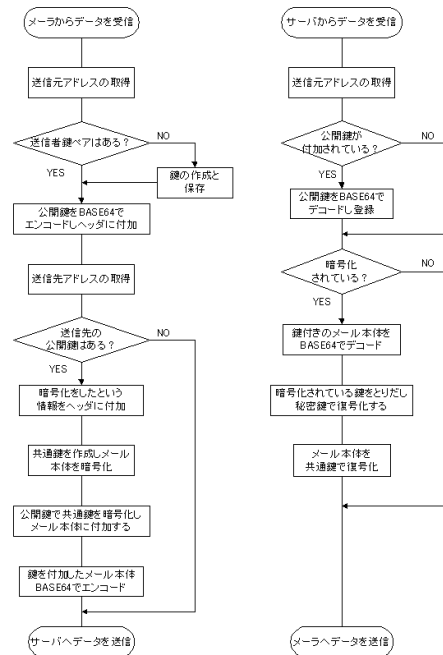 メーラからデータを受信
送信元アドレスの取得
送信者鍵ペアはある？
NO
YES
鍵の作成と
保存
公開鍵をBASE64で
エンコードしヘッダに付加
送信先アドレスの取得
送信先の
公開鍵はある？
NO
YES
暗号化をしたという
情報をヘッダに付加
共通鍵を作成しメール
本体を暗号化
公開鍵で共通鍵を暗号化し
メール本体に付加する
鍵を付加したメール本体
BASE64でエンコード
サーバへデータを送信
サーバからデータを受信
送信元アドレスの取得
公開鍵が
付加されている？
NO
YES
公開鍵をBASE64で
デコードし登録
暗号化
されている？
NO
YES
鍵付きのメール本体を
BASE64でデコード
暗号化されている鍵をとりだし
秘密鍵で復号化する
メール本体を
共通鍵で復号化
メーラへデータを送信